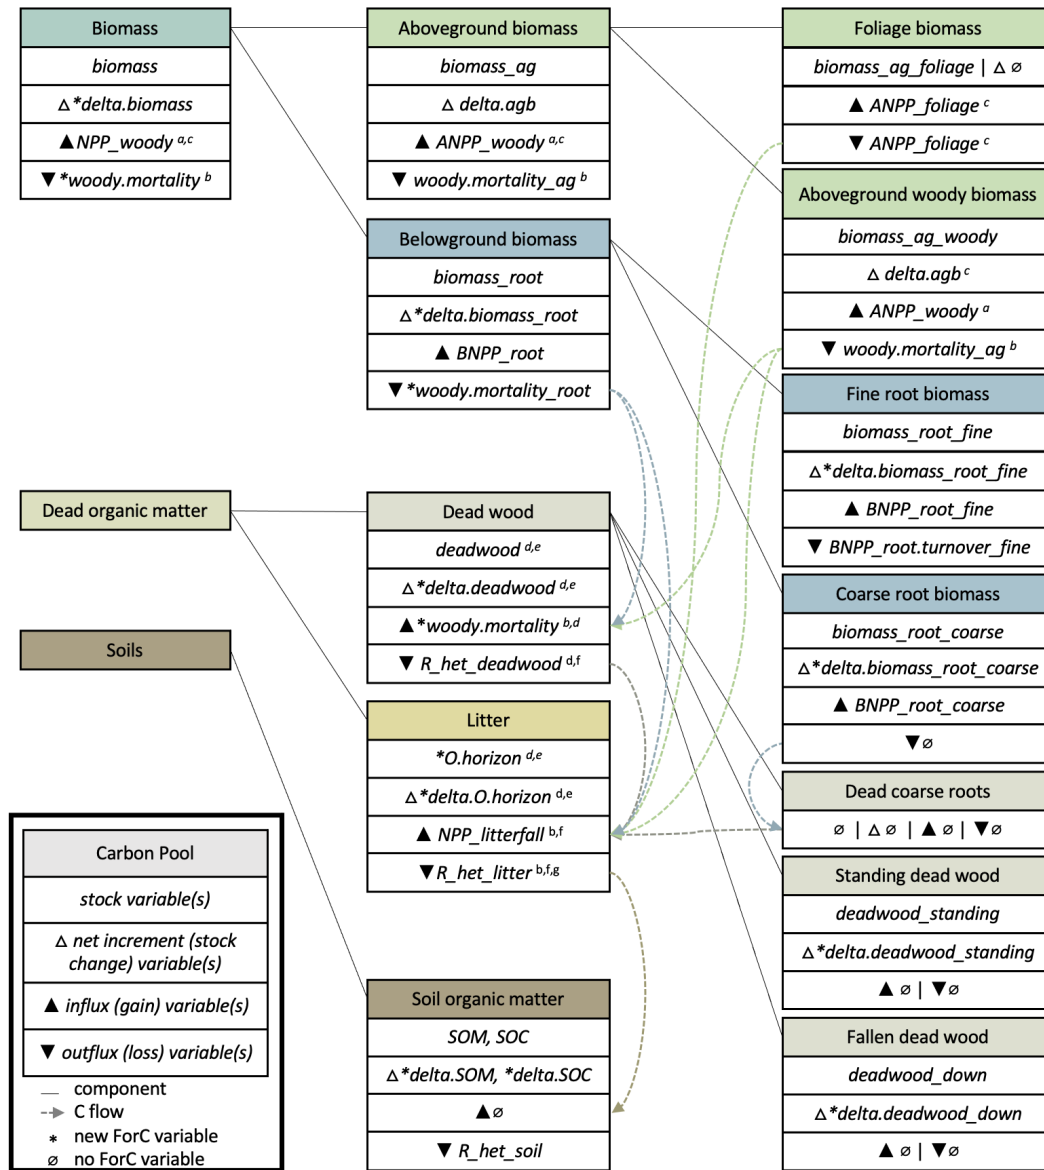 Biomass
biomass
△*delta.biomass
▲NPP_woody a,c
▼*woody.mortality b
Aboveground biomass
biomass_ag
△ delta.agb
▲ ANPP_woody a,c
▼ woody.mortality_ag b
Foliage biomass
biomass_ag_foliage | △ ∅
▲ ANPP_foliage c
▼ ANPP_foliage c
Aboveground woody biomass
biomass_ag_woody
△ delta.agb c
▲ ANPP_woody a
▼ woody.mortality_ag b
Belowground biomass
biomass_root
△*delta.biomass_root
▲ BNPP_root
▼*woody.mortality_root
Fine root biomass
biomass_root_fine
△*delta.biomass_root_fine
▲ BNPP_root_fine
▼ BNPP_root.turnover_fine
Coarse root biomass
biomass_root_coarse
△*delta.biomass_root_coarse
▲ BNPP_root_coarse
▼∅
Dead organic matter
Dead wood
deadwood d,e
△*delta.deadwood d,e
▲*woody.mortality b,d
▼ R_het_deadwood d,f
Soils
Litter
*O.horizon d,e
△*delta.O.horizon d,e
▲ NPP_litterfall b,f
▼ R_het_litter b,f,g
Dead coarse roots
∅ | △ ∅ | ▲ ∅ | ▼∅
Standing dead wood
deadwood_standing
△*delta.deadwood_standing
▲ ∅ | ▼∅
Soil organic matter
SOM, SOC
△*delta.SOM, *delta.SOC
▲∅
▼ R_het_soil
Fallen dead wood
deadwood_down
△*delta.deadwood_down
▲ ∅ | ▼∅
Carbon Pool
stock variable(s)
△ net increment (stock
change) variable(s)
▲ influx (gain) variable(s)
▼ outflux (loss) variable(s)
component
C flow
* new ForC variable
∅ no ForC variable